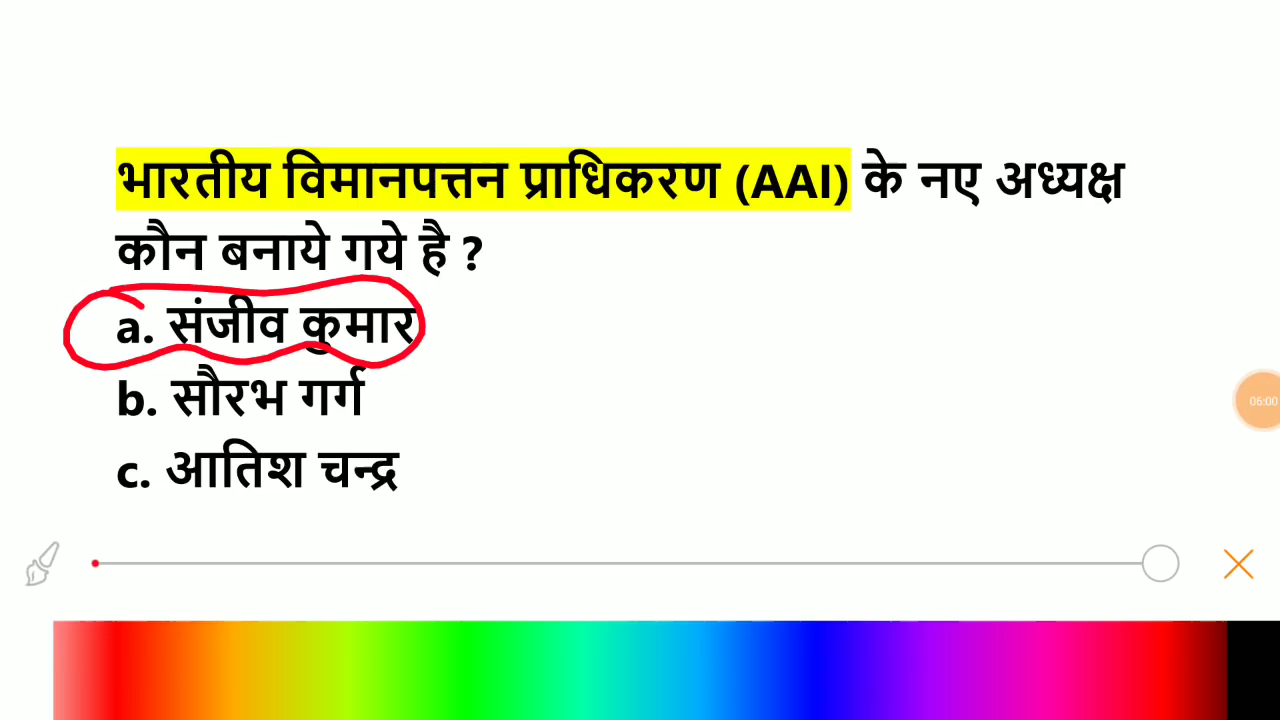 भारतीय विमानपत्तन प्राधिकरण (AAI) के नए अध्यक्ष
कौन बनाये गये है ?
a. संजीव कुमार
b. सौरभ गर्ग
c. आतिश चन्द्र
06:00